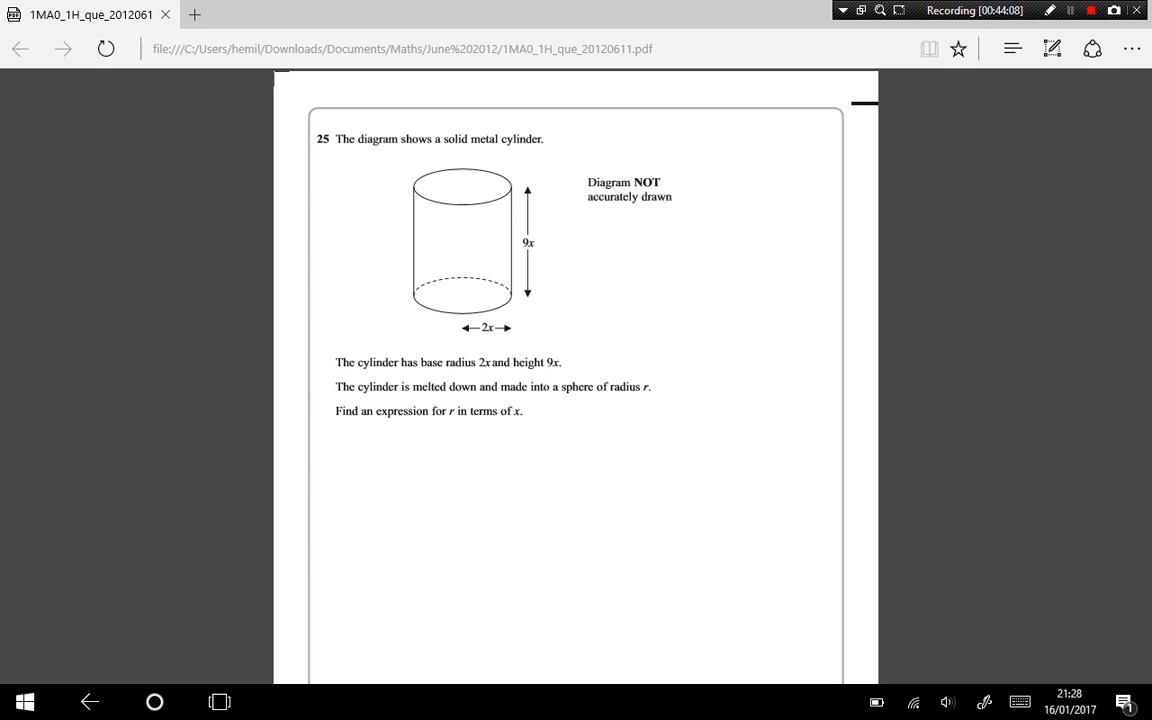 1MA0_1H_que_2012061
Recording [00:44:08]
file:///C:/Users/hemil/Downloads/Documents/Maths/June%202012/1MA0_1H_que_20120611.pdf
25 The diagram shows a solid metal cylinder.
Diagram NOT
accurately drawn
9x
2x
The cylinder has base radius 2x and height 9x.
The cylinder is melted down and made into a sphere of radius r.
Find an expression for r in terms of x.
21:28
16/01/2017
1